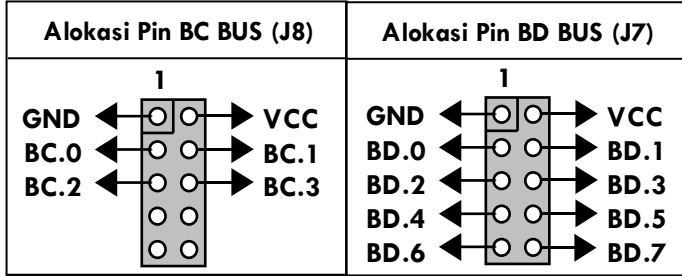 Alokasi Pin BC BUS (J8)
1
GND VCC
BC.0 BC.1
BC.2 BC.3
Alokasi Pin BD BUS (J7)
1
GND VCC
BD.0 BD.1
BD.2 BD.3
BD.4 BD.5
BD.6 BD.7